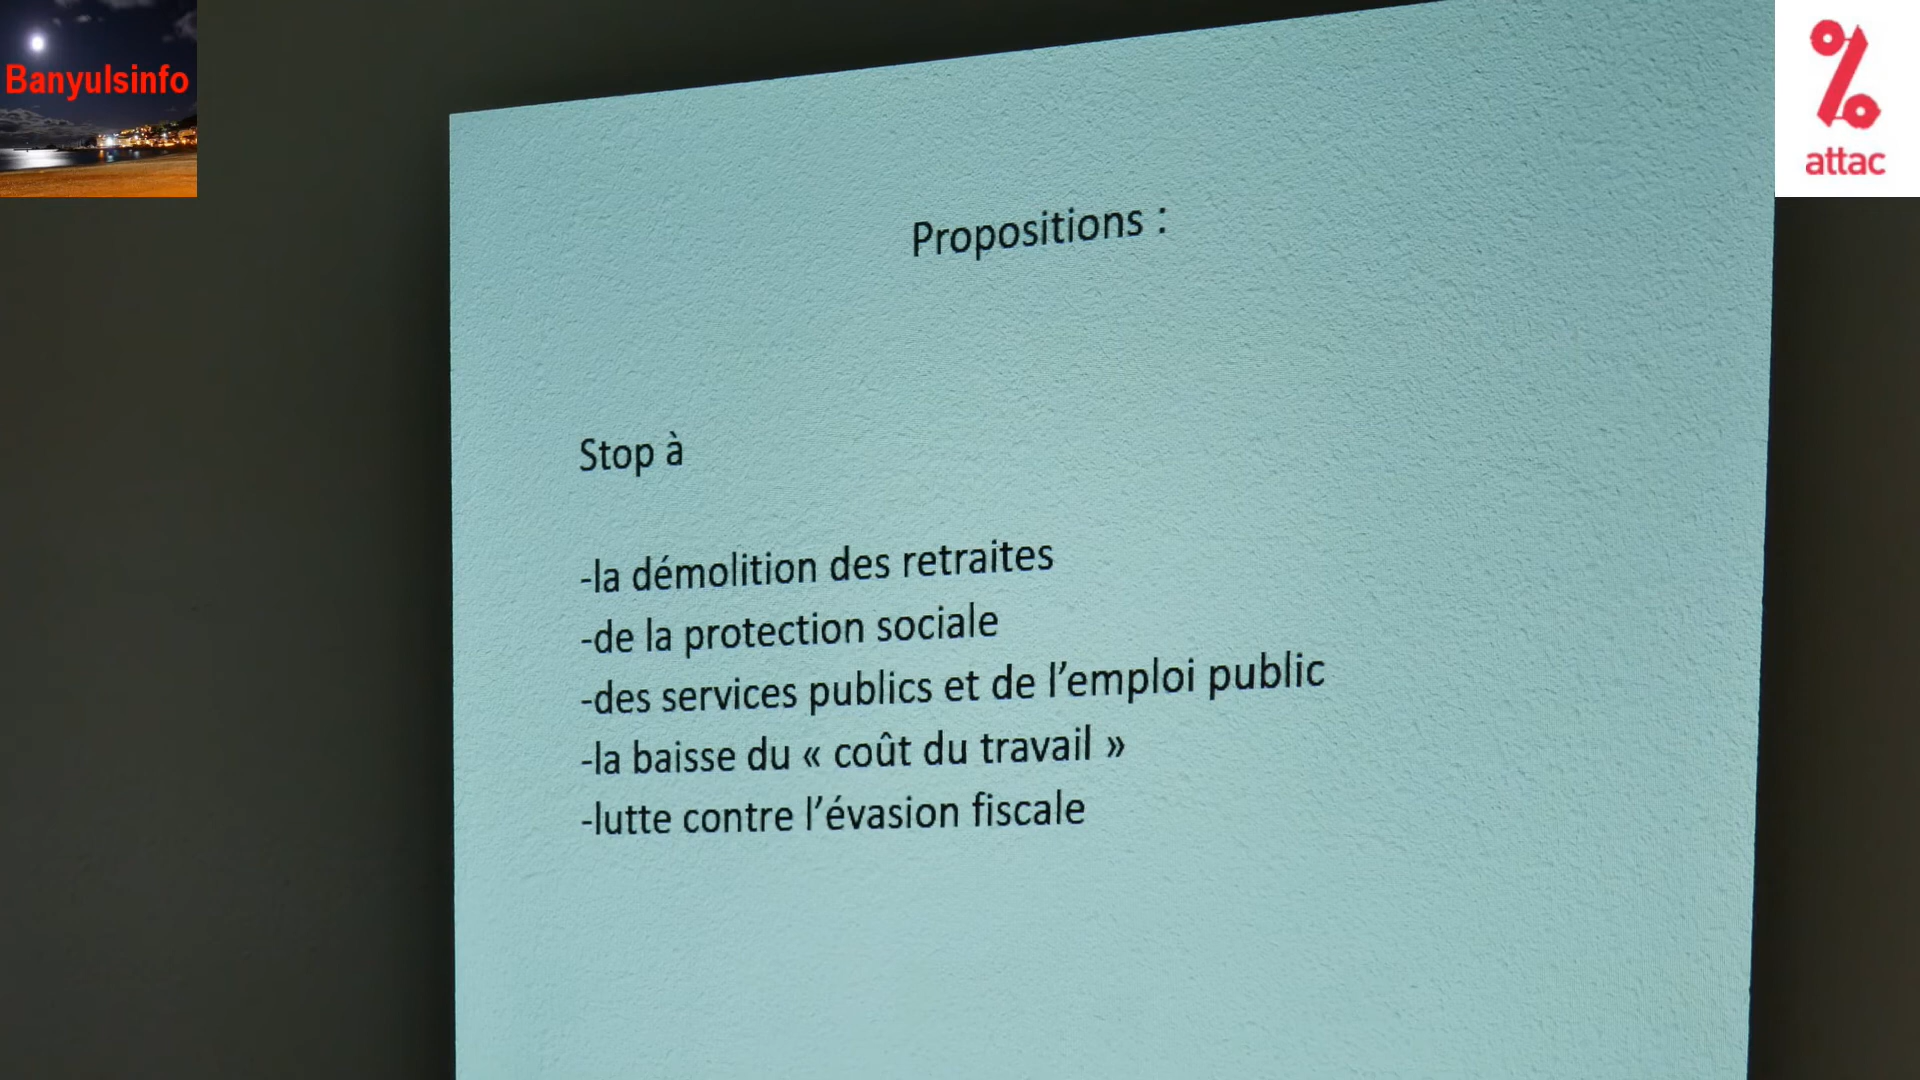 Banyulsinfo
attac
Propositions :
Stop à
-la démolition des retraites
-de la protection sociale
-des services publics et de l’emploi public
-la baisse du « coût du travail »
-lutte contre l’évasion fiscale